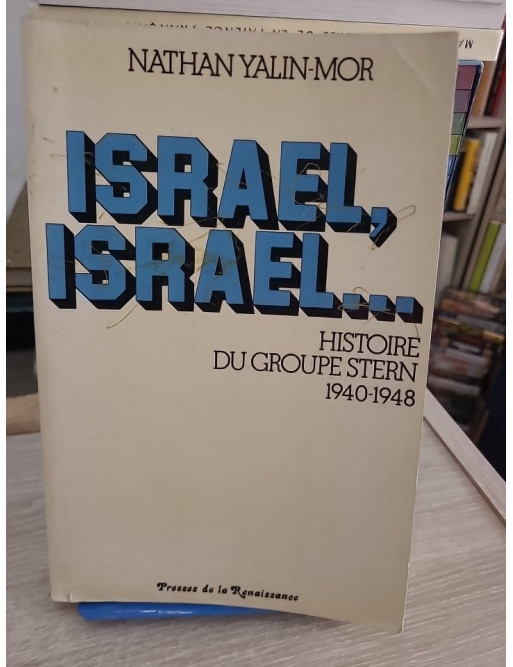 NATHAN YALIN-MOR
ISRAEL,
ISRAEL...
HISTOIRE
DU GROUPE STERN
1940-1948
Presses de la Renaissance